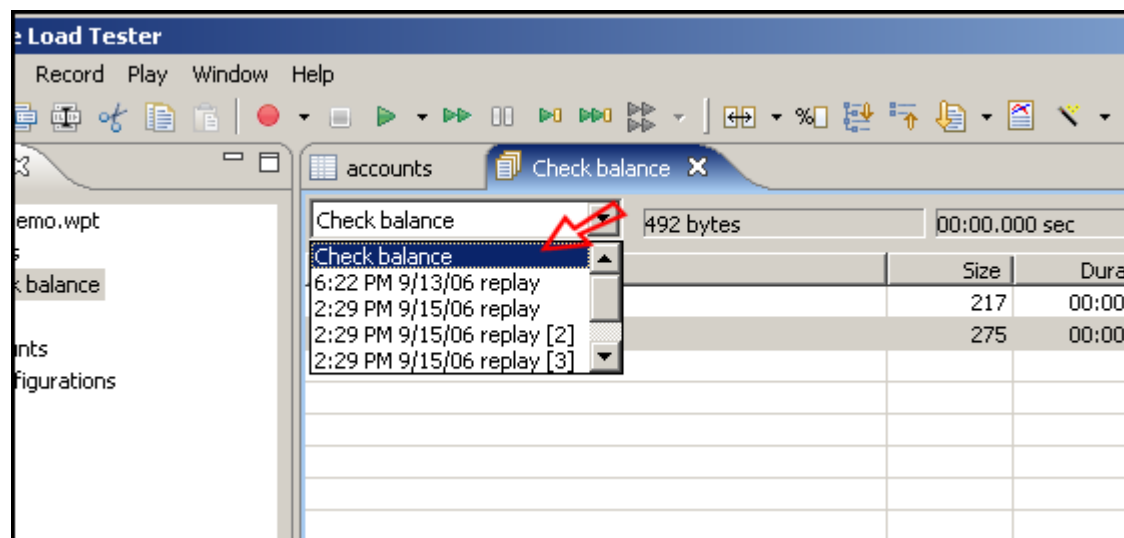 e Load Tester
Record Play Window Help
%
accounts Check balance
emo.wpt
Check balance 492 bytes 00:00.000 sec
Check balance
Size Dura
k balance
6:22 PM 9/13/06 replay
217 00:00
2:29 PM 9/15/06 replay
2:29 PM 9/15/06 replay [2]
275 00:00
unts
2:29 PM 9/15/06 replay [3]
figurations